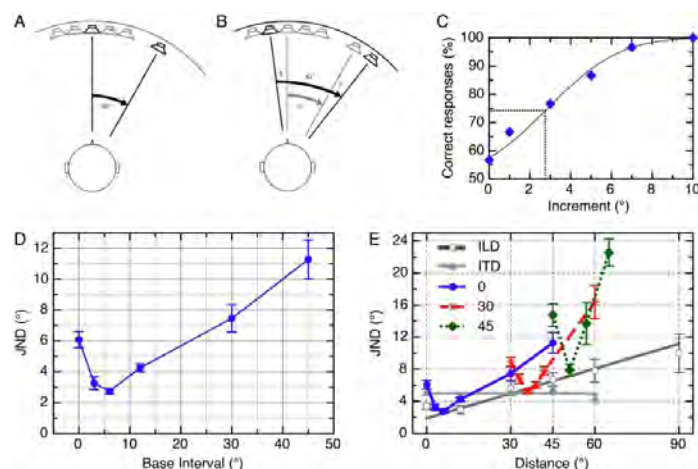 A
B
C
Correct responses (%)
100
90
80
70
60
50
0 2 4 6 8 10
Increment (°)
D
JND (°)
12
10
8
6
4
2
0
0 10 20 30 40 50
Base Interval (°)
E
JND (°)
24
20
16
12
8
4
0
ILD
ITD
0
30
45
0 30 45 60 90
Distance (°)